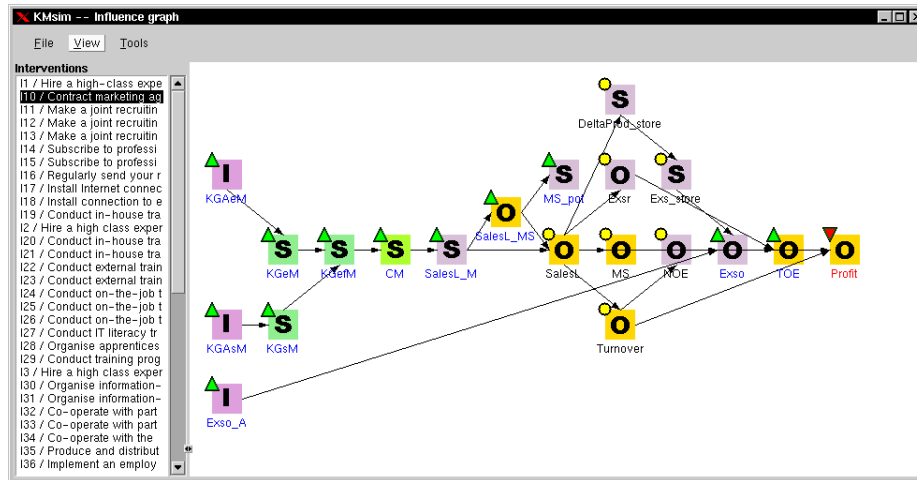 KMsim -- Influence graph
File View Tools
Interventions
I1 / Hire a high-class expe
I10 / Contract marketing ag
I11 / Make a joint recruitin
I12 / Make a joint recruitin
I13 / Make a joint recruitin
I14 / Subscribe to professi
I15 / Subscribe to professi
I16 / Regularly send your r
I17 / Install Internet connec
I18 / Install connection to e
I19 / Conduct in-house tra
I2 / Hire a high-class exper
I20 / Conduct in-house tra
I21 / Conduct in-house tra
I22 / Conduct external train
I23 / Conduct external train
I24 / Conduct on-the-job t
I25 / Conduct on-the-job t
I26 / Conduct on-the-job t
I27 / Conduct IT literacy tr
I28 / Organise apprentices
I29 / Conduct training prog
I3 / Hire a high class exper
I30 / Organise information-
I31 / Organise information-
I32 / Co-operate with part
I33 / Co-operate with part
I34 / Co-operate with the
I35 / Produce and distribut
I36 / Implement an employ
S
DeltaProd_store
I S O S
KGAeM MS_pot Exsr Exs_store
O
SalesL_MS
S S S S O O O O O O
KGeM KGefM CM SalesL_M SalesL MS NOE Exso TOE Profit
I S O
KGAsM KGsM Turnover
I
Exso_A